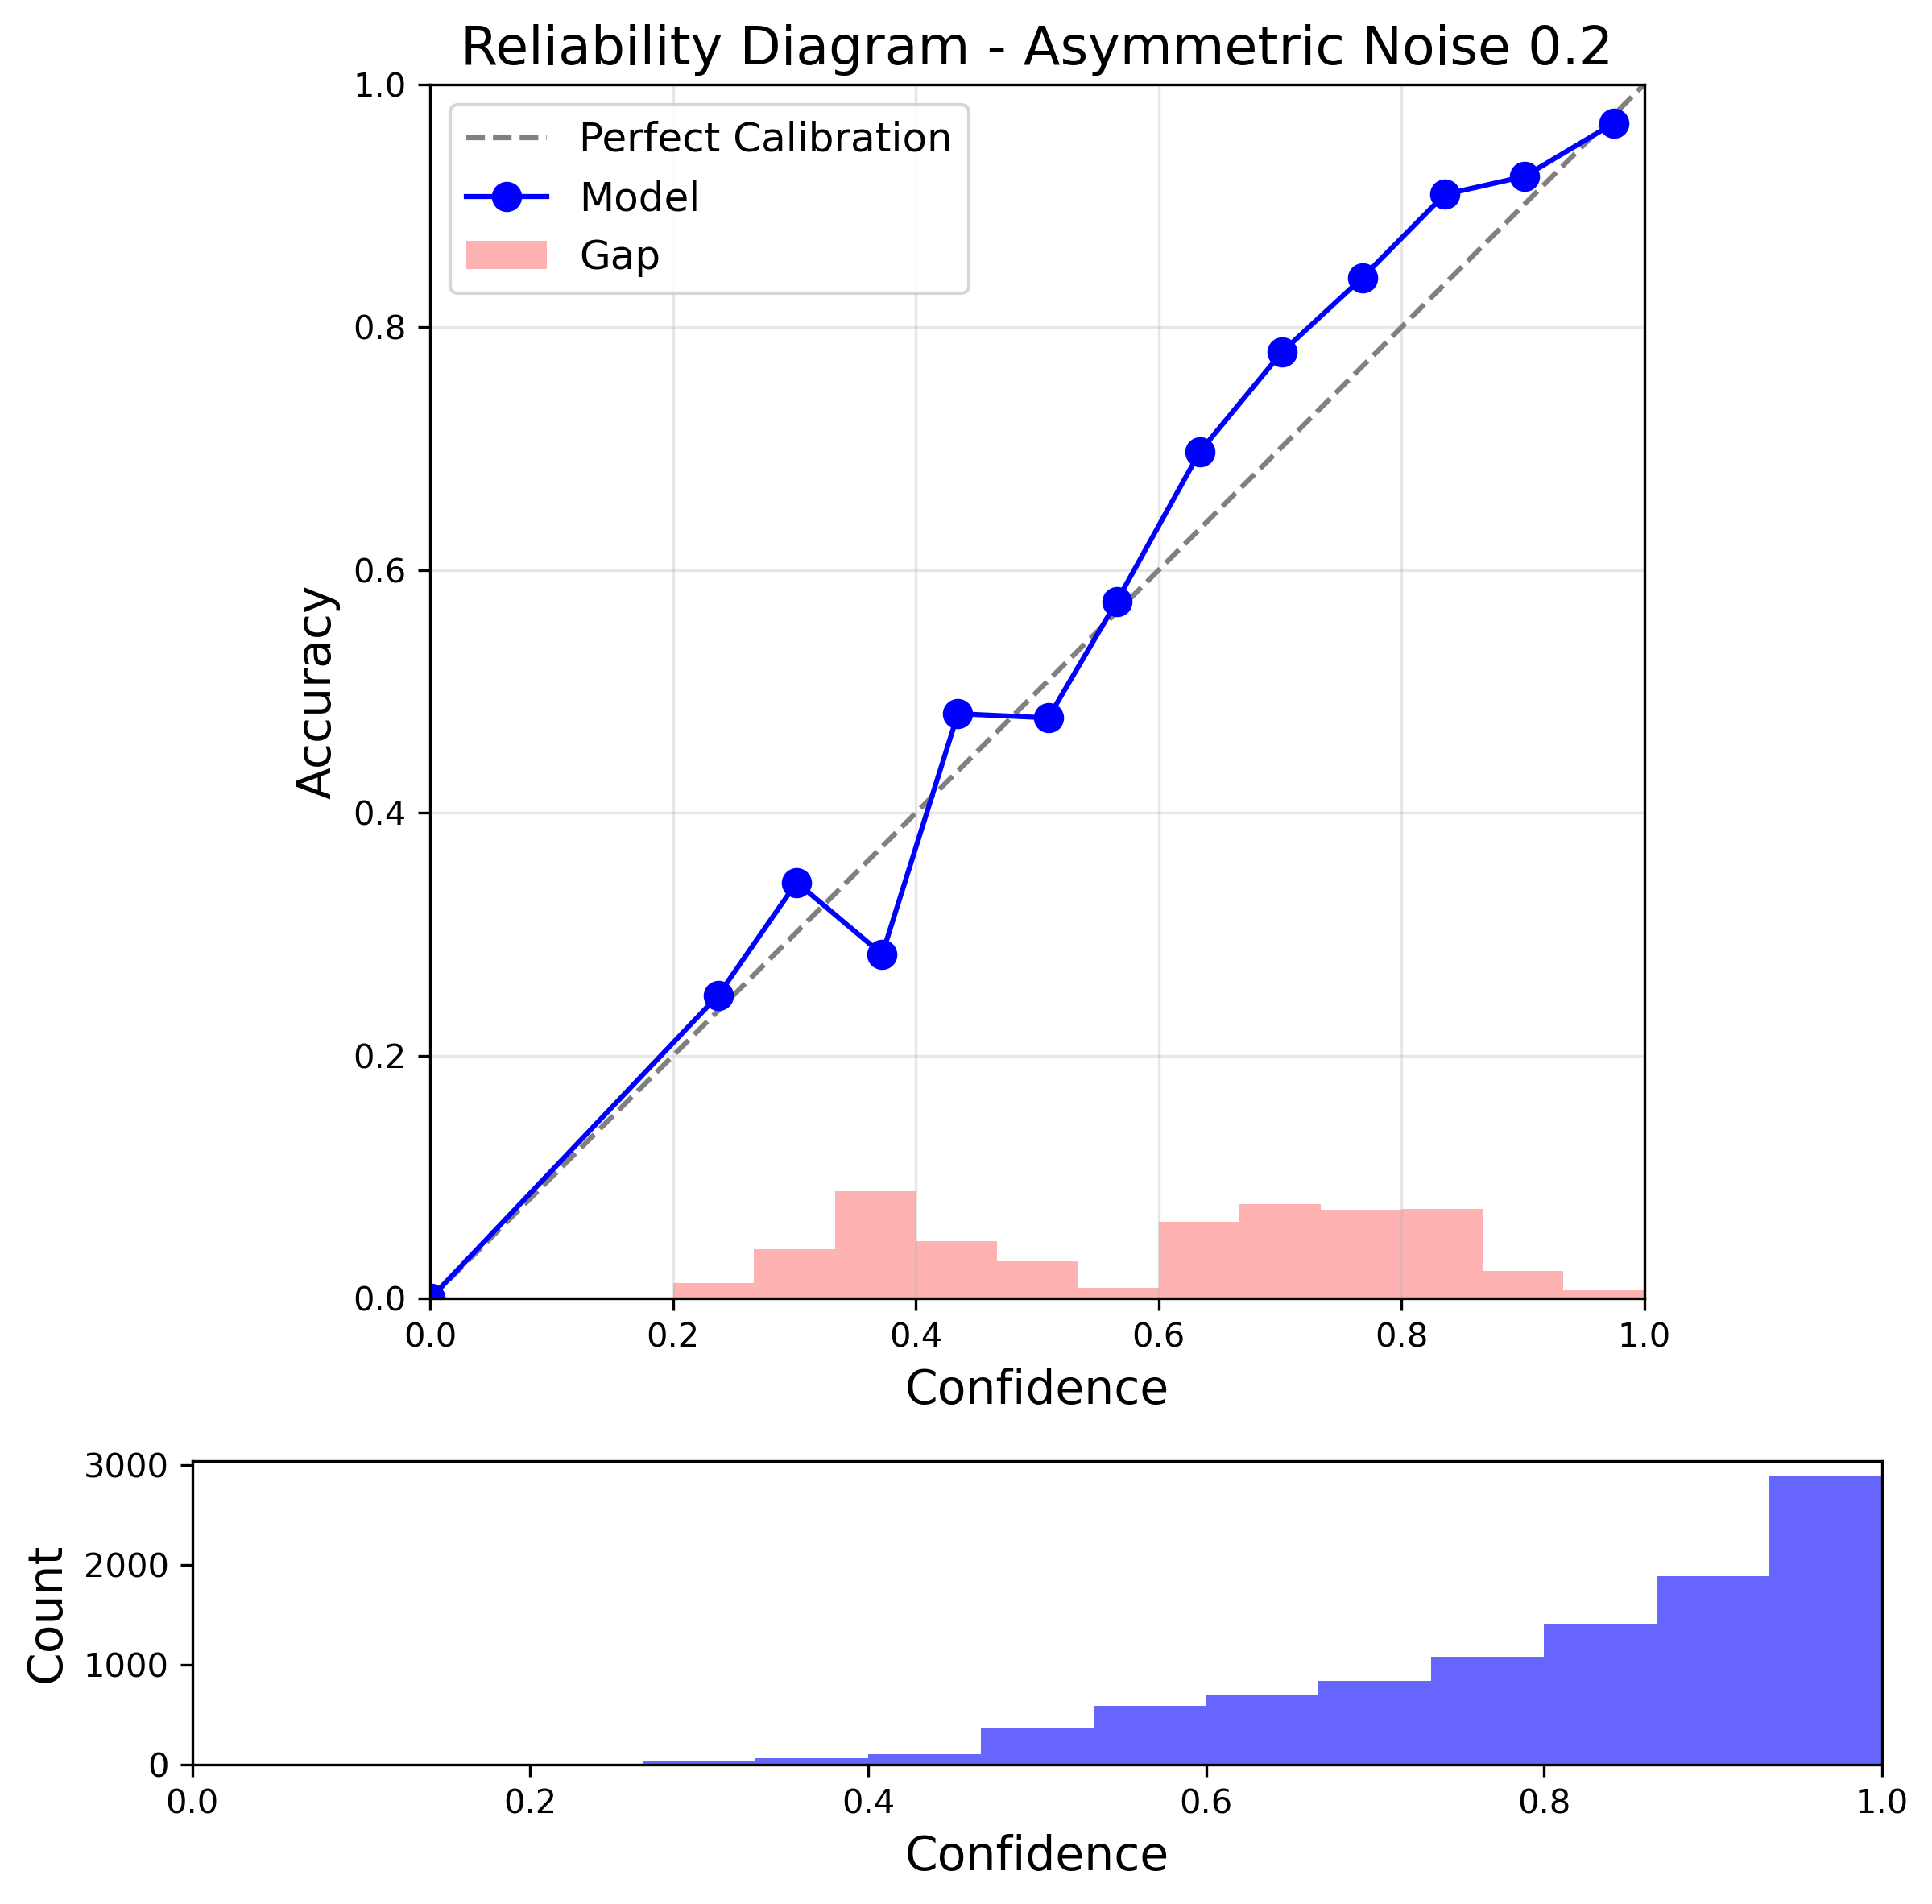 Reliability Diagram - Asymmetric Noise 0.2
1.0
0.8
0.6
0.4
0.2
0.0
Accuracy
Perfect Calibration
Model
Gap
0.0 0.2 0.4 0.6 0.8 1.0
Confidence
3000
2000
1000
0
Count
0.0 0.2 0.4 0.6 0.8 1.0
Confidence